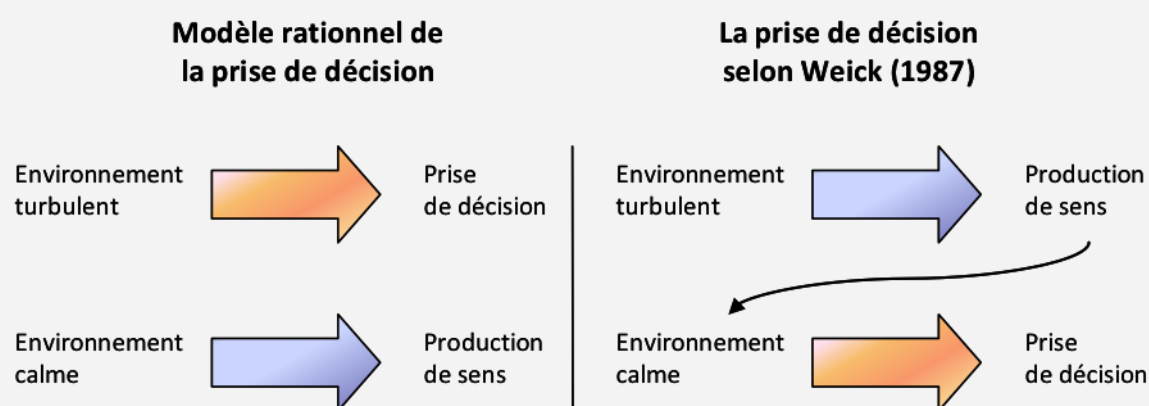 Modèle rationnel de
la prise de décision
Environnement
turbulent
Prise
de décision
Environnement
calme
Production
de sens
La prise de décision
selon Weick (1987)
Environnement
turbulent
Production
de sens
Environnement
calme
Prise
de décision